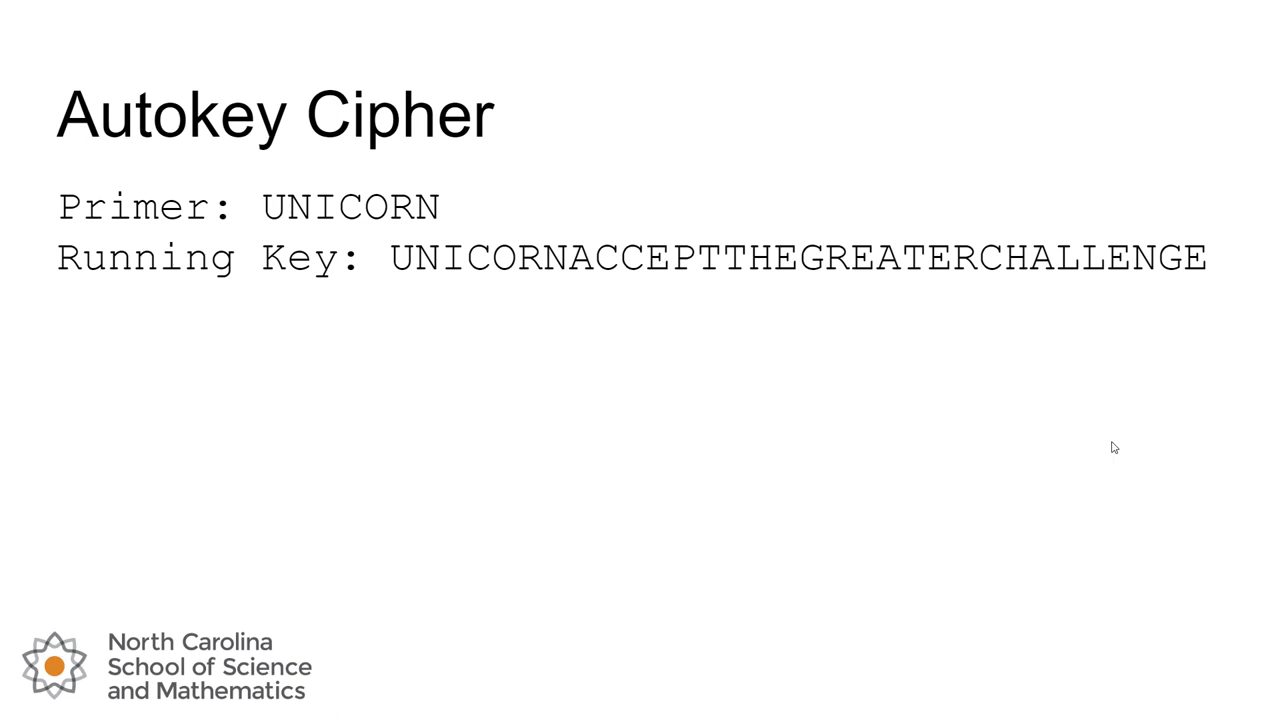 Autokey Cipher
Primer: UNICORN
Running Key: UNICORNACCEPTTHEGREATERCHALLENGE
North Carolina
School of Science
and Mathematics